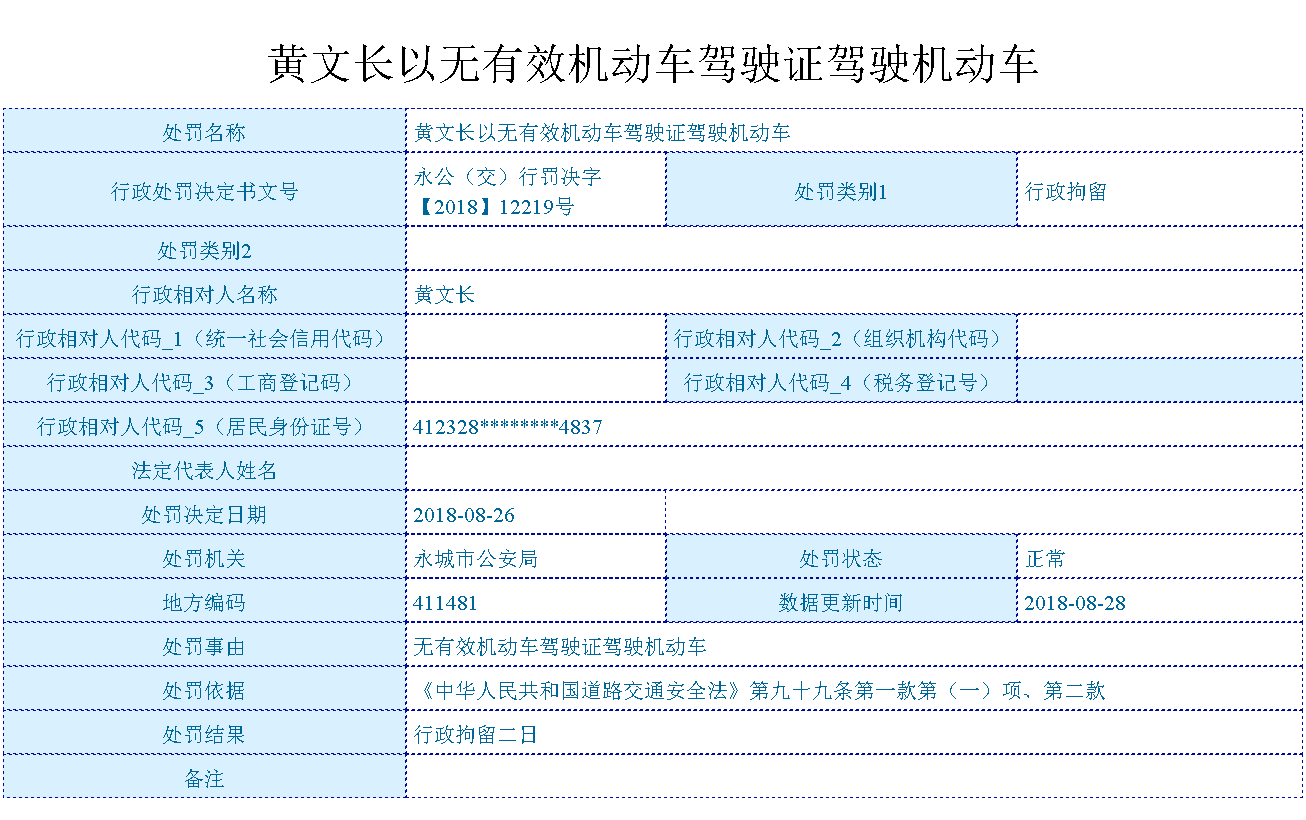 黄文长以无有效机动车驾驶证驾驶机动车
处罚名称 黄文长以无有效机动车驾驶证驾驶机动车
行政处罚决定书文号 永公（交）行罚决字
【2018】12219号 处罚类别1 行政拘留
处罚类别2
行政相对人名称 黄文长
行政相对人代码_1（统一社会信用代码） 行政相对人代码_2（组织机构代码）
行政相对人代码_3（工商登记码） 行政相对人代码_4（税务登记号）
行政相对人代码_5（居民身份证号） 412328********4837
法定代表人姓名
处罚决定日期 2018-08-26
处罚机关 永城市公安局 处罚状态 正常
地方编码 411481 数据更新时间 2018-08-28
处罚事由 无有效机动车驾驶证驾驶机动车
处罚依据 《中华人民共和国道路交通安全法》第九十九条第一款第（一）项、第二款
处罚结果 行政拘留二日
备注